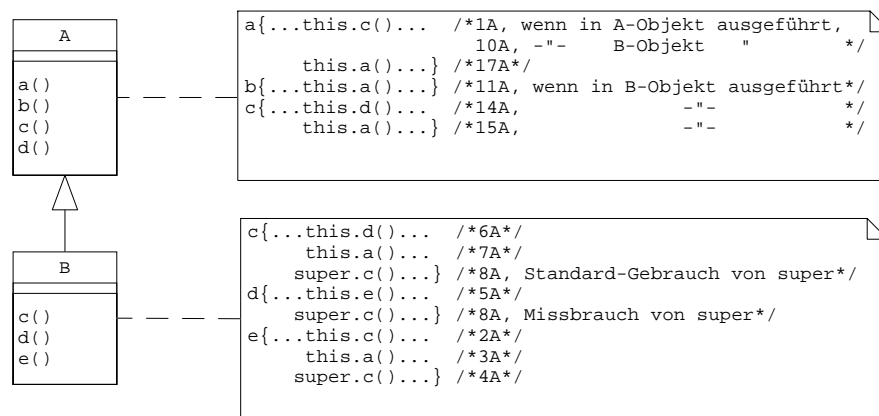 A
a()
b()
c()
d()
a{...this.c()... /*1A, wenn in A-Objekt ausgeführt,
10A, -"- B-Objekt " */
this.a()...} /*17A*/
b{...this.a()...} /*11A, wenn in B-Objekt ausgeführt*/
c{...this.d()... /*14A, -"- */
this.a()...} /*15A, -"- */
B
c()
d()
e()
c{...this.d()... /*6A*/
this.a()... /*7A*/
super.c()...} /*8A, Standard-Gebrauch von super*/
d{...this.e()... /*5A*/
super.c()...} /*8A, Missbrauch von super*/
e{...this.c()... /*2A*/
this.a()... /*3A*/
super.c()...} /*4A*/